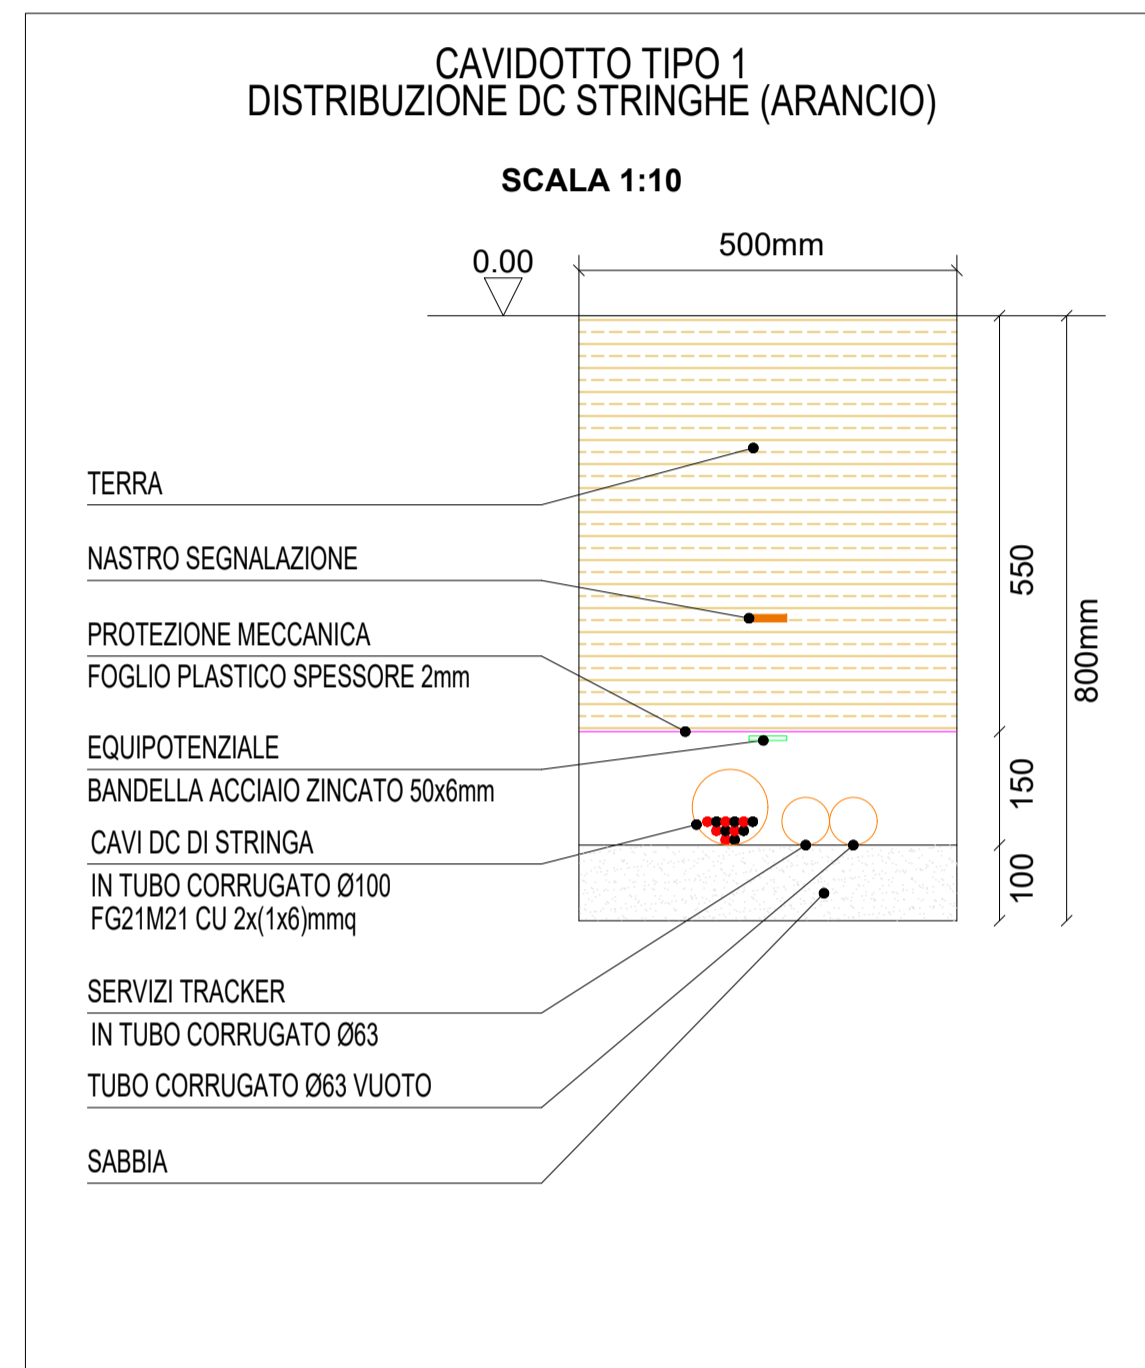 CAVIDOTTO TIPO 1
DISTRIBUZIONE DC STRINGHE (ARANCIO)
SCALA 1:10
500mm
0.00
TERRA
NASTRO SEGNALAZIONE
PROTEZIONE MECCANICA
FOGLIO PLASTICO SPESSORE 2mm
EQUIPOTENZIALE
BANDELLA ACCIAIO ZINCATO 50x6mm
CAVI DC DI STRINGA
IN TUBO CORRUGATO Ø100
FG21M21 CU 2x(1x6)mmq
SERVIZI TRACKER
IN TUBO CORRUGATO Ø63
TUBO CORRUGATO Ø63 VUOTO
SABBIA
550
150
100
800mm